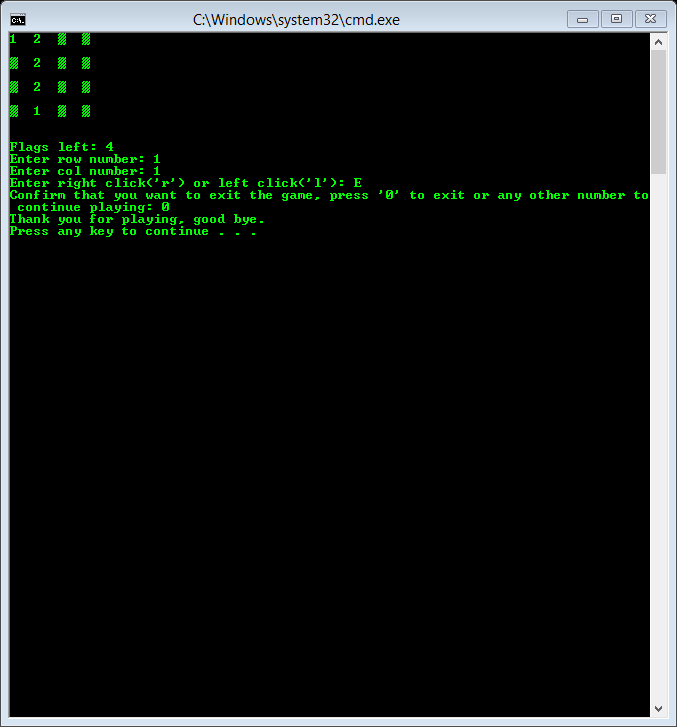 C:\Windows\system32\cmd.exe
1 2 ▒ ▒
▒ 2 ▒ ▒
▒ 2 ▒ ▒
▒ 1 ▒ ▒
Flags left: 4
Enter row number: 1
Enter col number: 1
Enter right click('r') or left click('l'): E
Confirm that you want to exit the game, press '0' to exit or any other number to
continue playing: 0
Thank you for playing, good bye.
Press any key to continue . . .